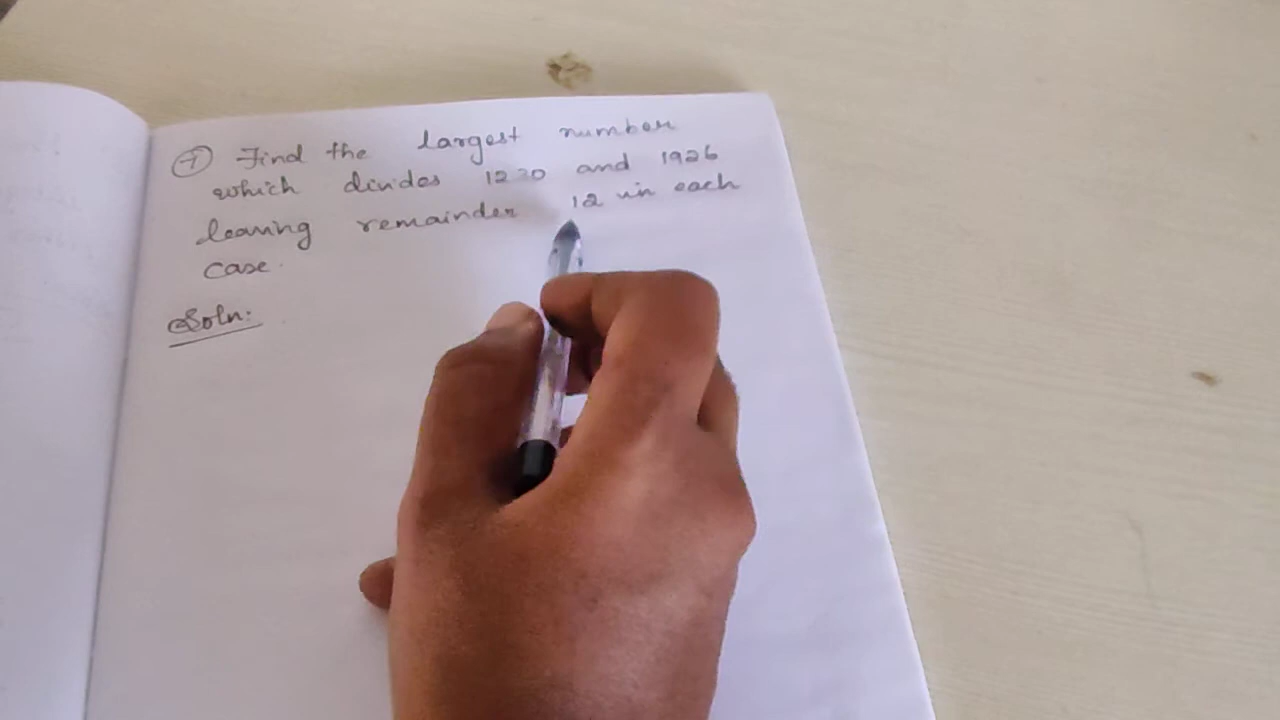 7 Find the largest number
which divides 1230 and 1926
leaving remainder 12 in each
case.
Soln: